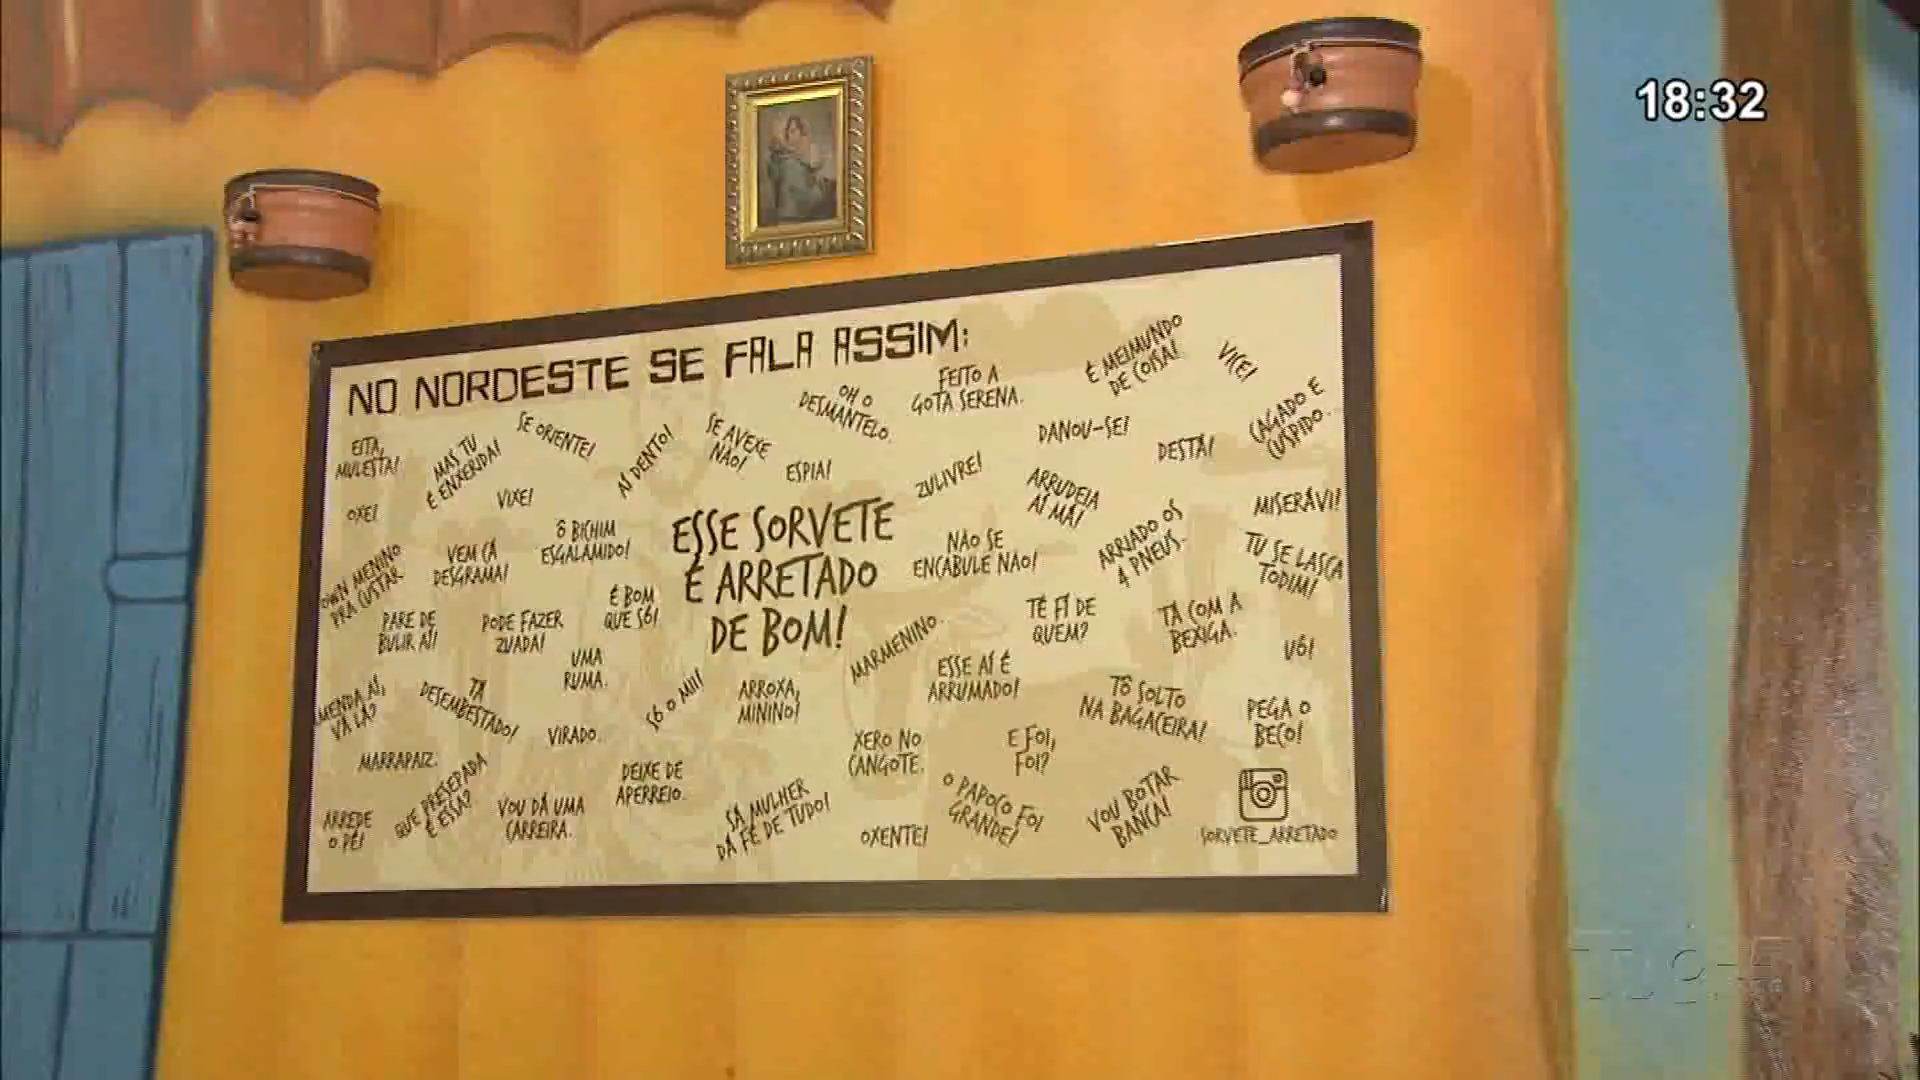 18:32
NO NORDESTE SE FALA ASSIM:
EITA,
MULESTA!
MAS TU
É ENXERIDA!
SE ORIENTE!
AÍ DENTO!
SE AVEXE
NÃO!
OH O
DESMANTELO.
FEITO A
GOTA SERENA.
É MEIMUNDO
DE COISA!
VICE!
CAGADO E
CUSPIDO.
DANOU-SE!
DESTÁ!
ESPIA!
ZULIVRE!
ARRUDEIA
AÍ MÁ!
MISERÁVI!
OXE!
VIXE!
Ô BICHIM
ESGALAMIDO!
ESSE SORVETE
É ARRETADO
DE BOM!
NÃO SE
ENCABULE NÃO!
ARRIADO OS
4 PNEUS.
TU SE LASCA
TODIM!
OWN MENINO
PRA CUSTAR
VEM CÁ
DESGRAMA!
PARE DE
BULIR AÍ!
PODE FAZER
ZUADA!
É BOM
QUE SÓ!
TÉ FÍ DE
QUEM?
TÁ COM A
BEXIGA.
VÔ!
UMA
RUMA.
MARMENINO.
ESSE AÍ É
ARRUMADO!
MENDA AÍ,
VÁ LÁ?
TÁ
DESEMBESTADO!
VIRADO.
SÓ O MI!
ARROXA,
MININO!
TÔ SOLTO
NA BAGACEIRA!
PEGA O
BECO!
MARRAPAIZ.
XERO NO
CANGOTE.
E FOI,
FOI?
ARREDE
O PÉ!
QUE PRESEPADA
É ESSA?
VOU DÁ UMA
CARREIRA.
DEIXE DE
APERREIO.
SÁ MULHER
DÁ FÉ DE TUDO!
OXENTE!
O PAPOCO FOI
GRANDE!
VOU BOTAR
BANCA!
SORVETE_ARRETADO